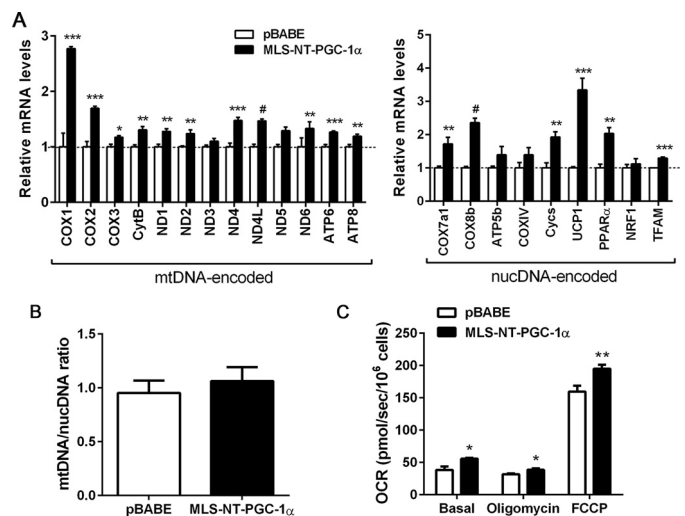 A
pBABE
MLS-NT-PGC-1α
Relative mRNA levels
3
2
1
0
***
***
*
**
**
**
***
#
**
***
**
COX1
COX2
COX3
CytB
ND1
ND2
ND3
ND4
ND4L
ND5
ND6
ATP6
ATP8
mtDNA-encoded
Relative mRNA levels
5
4
3
2
1
0
**
#
**
***
**
***
COX7a1
COX8b
ATP5b
COXIV
Cycs
UCP1
PPARα
NRF1
TFAM
nucDNA-encoded
B
mtDNA/nucDNA ratio
1.5
1.0
0.5
0.0
pBABE
MLS-NT-PGC-1α
C
pBABE
MLS-NT-PGC-1α
OCR (pmol/sec/10⁶ cells)
250
200
150
100
50
0
*
*
**
Basal
Oligomycin
FCCP